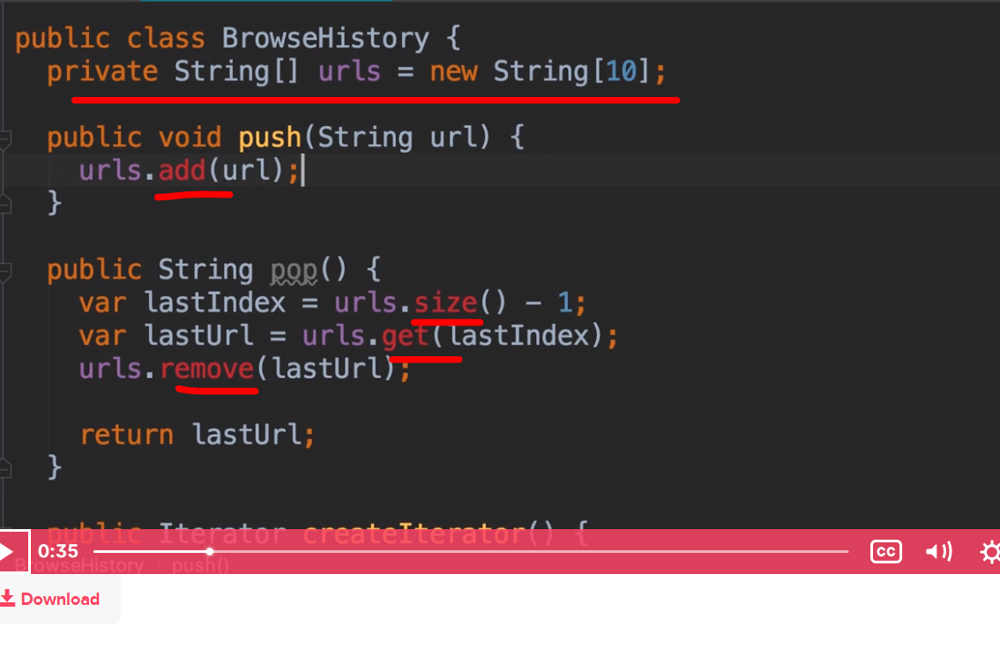 public class BrowseHistory {
private String[] urls = new String[10];
public void push(String url) {
urls.add(url);
}
public String pop() {
var lastIndex = urls.size() - 1;
var lastUrl = urls.get(lastIndex);
urls.remove(lastUrl);
return lastUrl;
}
public Iterator createIterator() {
0:35
CC
BrowseHistory › push()
Download